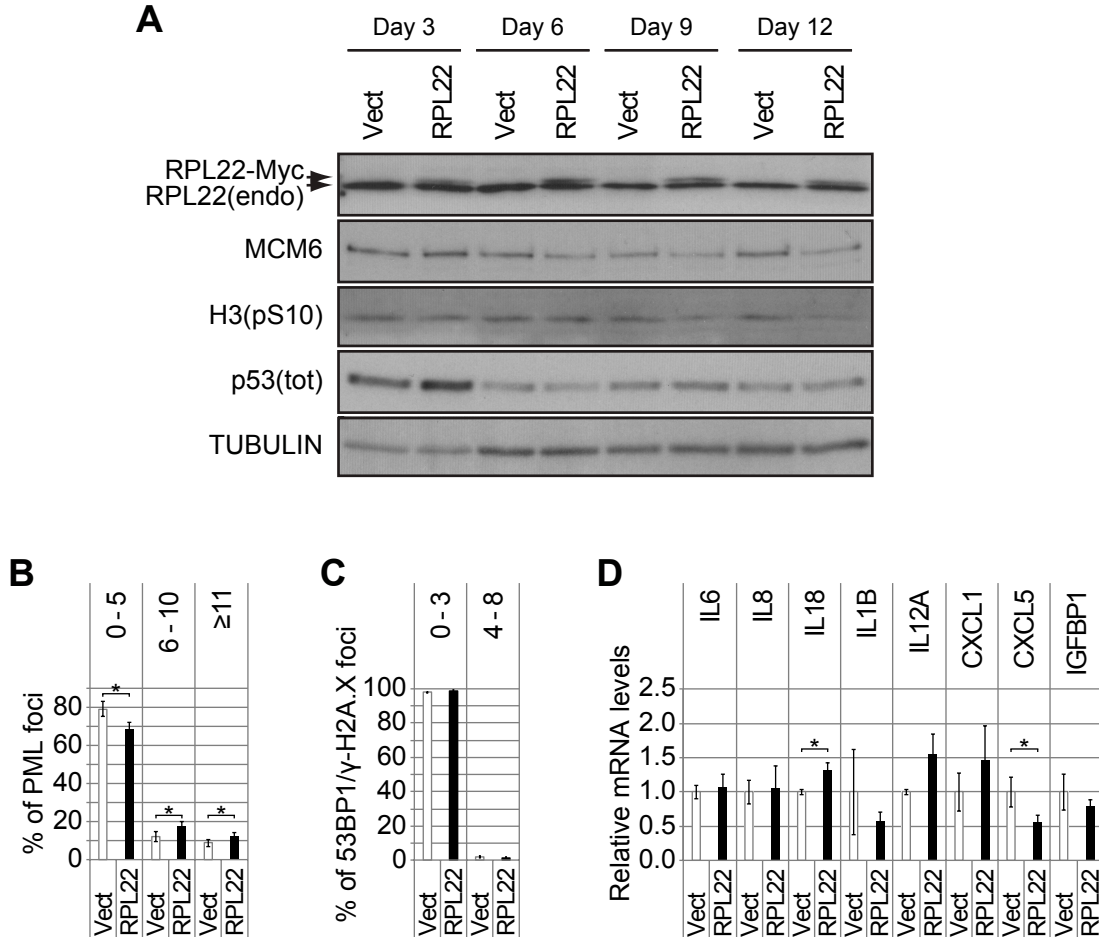 A
Day 3 Day 6 Day 9 Day 12
Vect RPL22 Vect RPL22 Vect RPL22 Vect RPL22
RPL22-Myc
RPL22(endo)
MCM6
H3(pS10)
p53(tot)
TUBULIN
B
0 - 5 6 - 10 ≥11
% of PML foci
80
60
40
20
0
* * *
Vect RPL22 Vect RPL22 Vect RPL22
C
0 - 3 4 - 8
% of 53BP1/γ-H2A.X foci
100
80
60
40
20
0
Vect RPL22 Vect RPL22
D
IL6 IL8 IL18 IL1B IL12A CXCL1 CXCL5 IGFBP1
Relative mRNA levels
2.5
2.0
1.5
1.0
0.5
0.0
* *
Vect RPL22 Vect RPL22 Vect RPL22 Vect RPL22 Vect RPL22 Vect RPL22 Vect RPL22 Vect RPL22